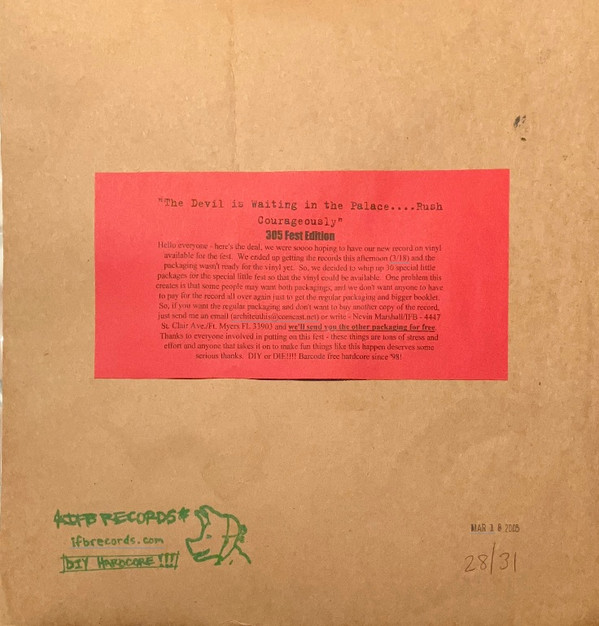 "The Devil is Waiting in the Palace....Rush
Courageously"
305 Fest Edition
Hello everyone - here's the deal, we were soooo hoping to have our new record on vinyl
available for the fest. We ended up getting the records this afternoon (3/18) and the
packaging wasn't ready for the vinyl yet. So, we decided to whip up 30 special little
packages for the special little fest so that the vinyl could be available. One problem this
creates is that some people may want both packagings, and we don't want anyone to have
to pay for the record all over again just to get the regular packaging and bigger booklet.
So, if you want the regular packaging and don't want to buy another copy of the record,
just send me an email (architeuthis@comcast.net) or write - Nevin Marshall/IFB - 4447
St. Clair Ave./Ft. Myers FL 33903 and we'll send you the other packaging for free.
Thanks to everyone involved in putting on this fest - these things are tons of stress and
effort and anyone that takes it on to make fun things like this happen deserves some
serious thanks. DIY or DIE!!!! Barcode free hardcore since '98!
*IFB RECORDS*
ifbrecords.com
DIY HARDCORE!!!
MAR 18 2005
28/31